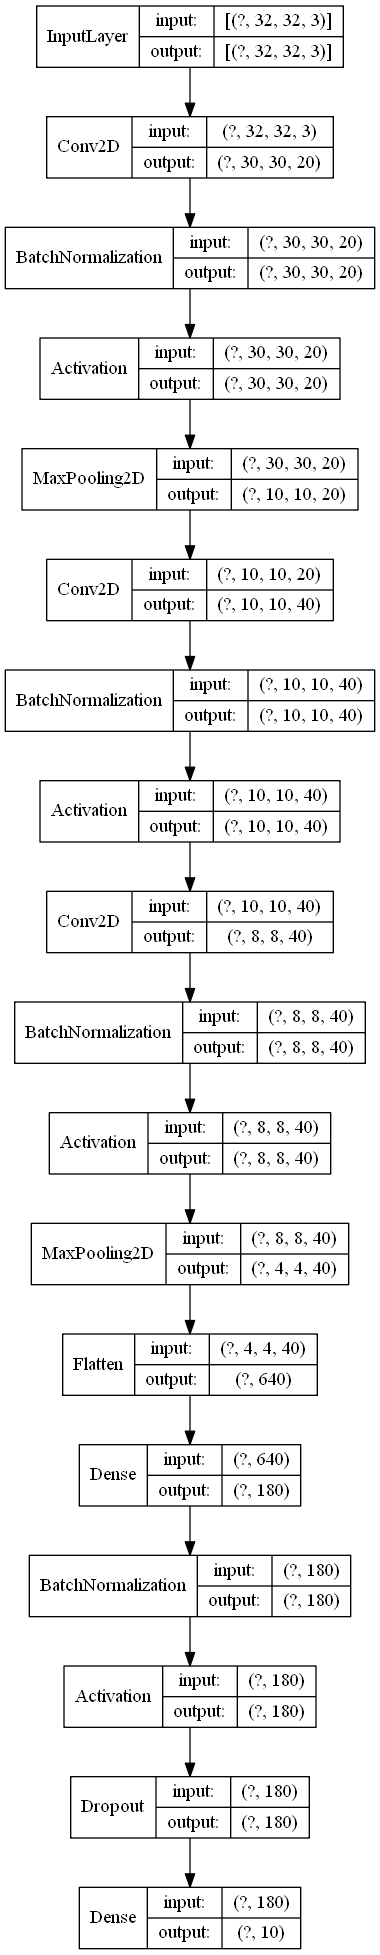 InputLayer
input: [(?, 32, 32, 3)]
output: [(?, 32, 32, 3)]
Conv2D
input: (?, 32, 32, 3)
output: (?, 30, 30, 20)
BatchNormalization
input: (?, 30, 30, 20)
output: (?, 30, 30, 20)
Activation
input: (?, 30, 30, 20)
output: (?, 30, 30, 20)
MaxPooling2D
input: (?, 30, 30, 20)
output: (?, 10, 10, 20)
Conv2D
input: (?, 10, 10, 20)
output: (?, 10, 10, 40)
BatchNormalization
input: (?, 10, 10, 40)
output: (?, 10, 10, 40)
Activation
input: (?, 10, 10, 40)
output: (?, 10, 10, 40)
Conv2D
input: (?, 10, 10, 40)
output: (?, 8, 8, 40)
BatchNormalization
input: (?, 8, 8, 40)
output: (?, 8, 8, 40)
Activation
input: (?, 8, 8, 40)
output: (?, 8, 8, 40)
MaxPooling2D
input: (?, 8, 8, 40)
output: (?, 4, 4, 40)
Flatten
input: (?, 4, 4, 40)
output: (?, 640)
Dense
input: (?, 640)
output: (?, 180)
BatchNormalization
input: (?, 180)
output: (?, 180)
Activation
input: (?, 180)
output: (?, 180)
Dropout
input: (?, 180)
output: (?, 180)
Dense
input: (?, 180)
output: (?, 10)